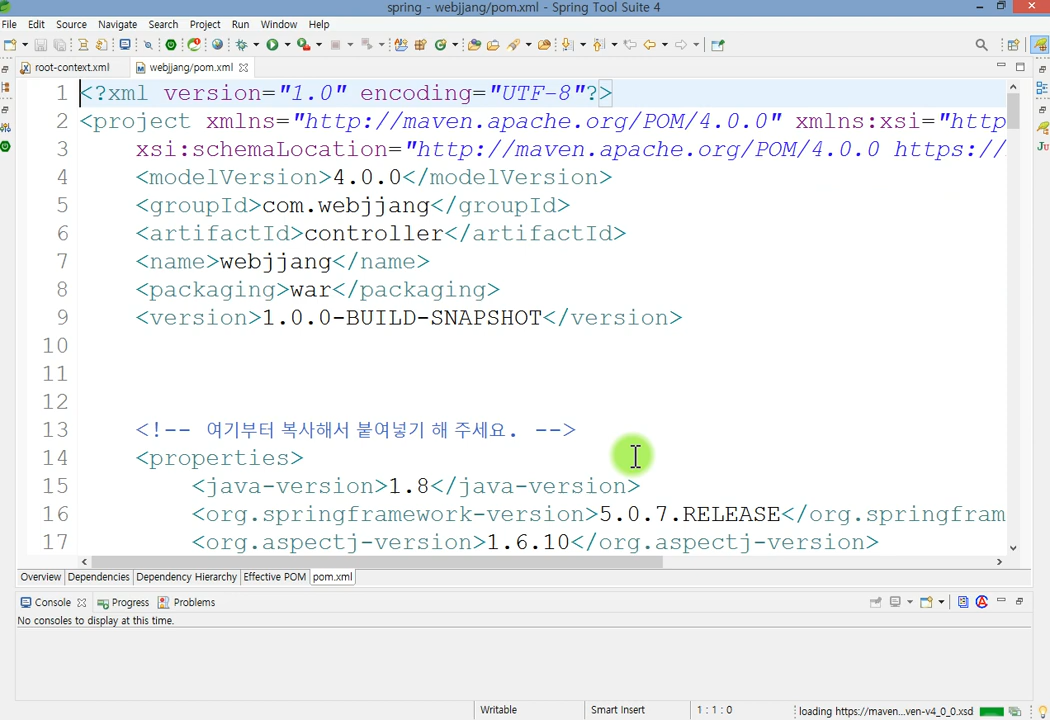 spring - webjjang/pom.xml - Spring Tool Suite 4
File Edit Source Navigate Search Project Run Window Help
root-context.xml webjjang/pom.xml
1 <?xml version="1.0" encoding="UTF-8"?>
2 <project xmlns="http://maven.apache.org/POM/4.0.0" xmlns:xsi="http
3 xsi:schemaLocation="http://maven.apache.org/POM/4.0.0 https://
4 <modelVersion>4.0.0</modelVersion>
5 <groupId>com.webjjang</groupId>
6 <artifactId>controller</artifactId>
7 <name>webjjang</name>
8 <packaging>war</packaging>
9 <version>1.0.0-BUILD-SNAPSHOT</version>
10
11
12
13 <!-- 여기부터 복사해서 붙여넣기 해 주세요. -->
14 <properties>
15 <java-version>1.8</java-version>
16 <org.springframework-version>5.0.7.RELEASE</org.springfram
17 <org.aspectj-version>1.6.10</org.aspectj-version>
Overview Dependencies Dependency Hierarchy Effective POM pom.xml
Console Progress Problems
No consoles to display at this time.
Writable Smart Insert 1 : 1 : 0 loading https://maven...ven-v4_0_0.xsd